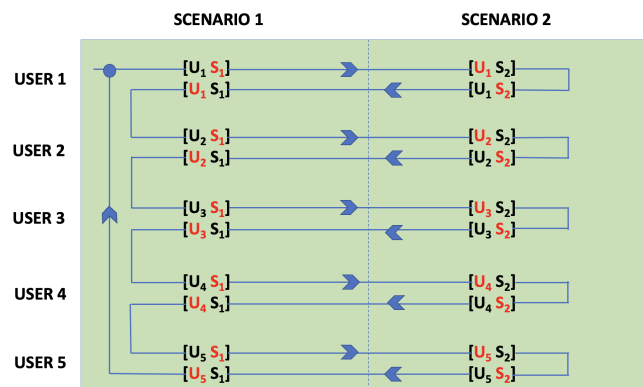 SCENARIO 1 SCENARIO 2
USER 1
[U₁ S₁] [U₁ S₂]
[U₁ S₁] [U₁ S₂]
USER 2
[U₂ S₁] [U₂ S₂]
[U₂ S₁] [U₂ S₂]
USER 3
[U₃ S₁] [U₃ S₂]
[U₃ S₁] [U₃ S₂]
USER 4
[U₄ S₁] [U₄ S₂]
[U₄ S₁] [U₄ S₂]
USER 5
[U₅ S₁] [U₅ S₂]
[U₅ S₁] [U₅ S₂]